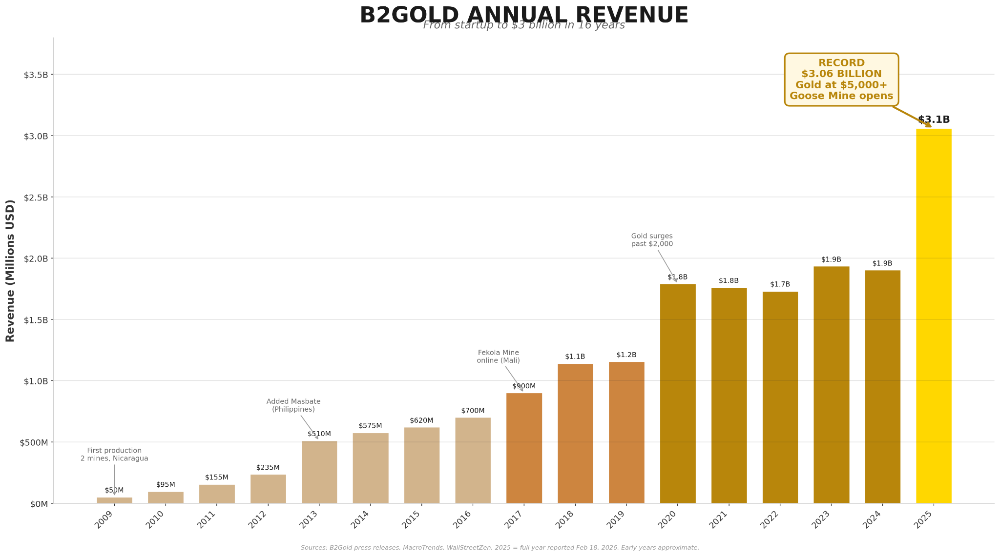 B2GOLD ANNUAL REVENUE
From startup to $3 billion in 16 years
Revenue (Millions USD)
$3.5B
$3.0B
$2.5B
$2.0B
$1.5B
$1.0B
$500M
$0M
RECORD
$3.06 BILLION
Gold at $5,000+
Goose Mine opens
$3.1B
Gold surges
past $2,000
$1.8B
$1.8B
$1.7B
$1.9B
$1.9B
Fekola Mine
online (Mali)
$900M
$1.1B
$1.2B
Added Masbate
(Philippines)
$510M
$575M
$620M
$700M
First production
2 mines, Nicaragua
$50M
$95M
$155M
$235M
2009
2010
2011
2012
2013
2014
2015
2016
2017
2018
2019
2020
2021
2022
2023
2024
2025
Sources: B2Gold press releases, MacroTrends, WallStreetZen. 2025 = full year reported Feb 18, 2026. Early years approximate.